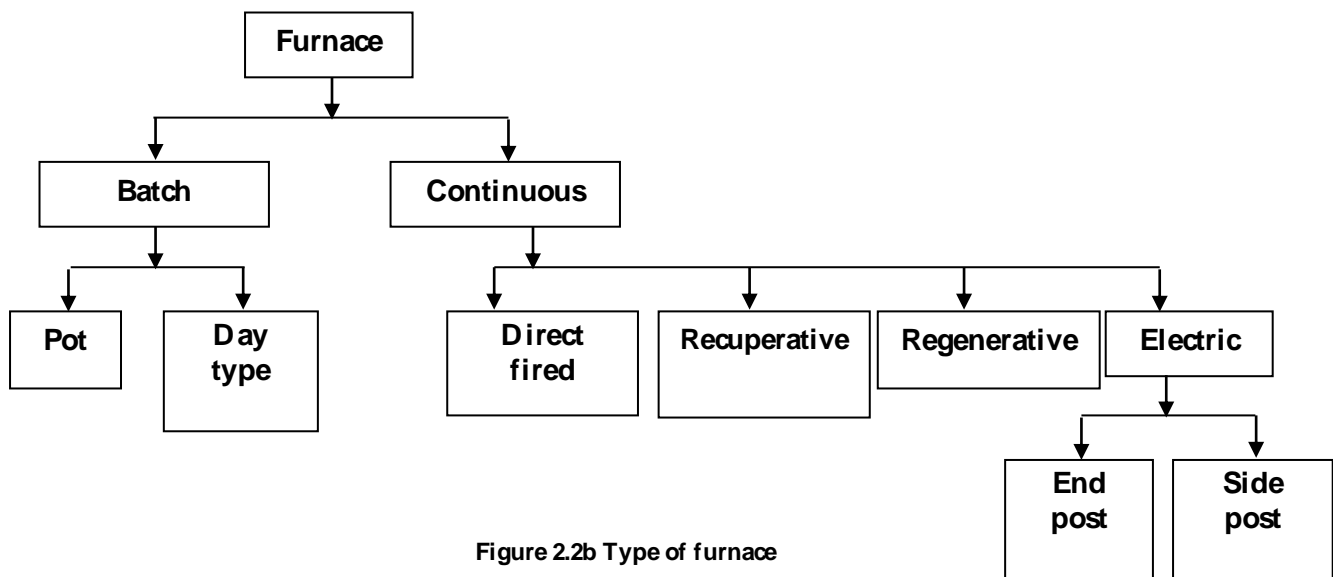 Furnace
Batch
Continuous
Pot
Day
type
Direct
fired
Recuperative
Regenerative
Electric
End
post
Side
post
Figure 2.2b Type of furnace